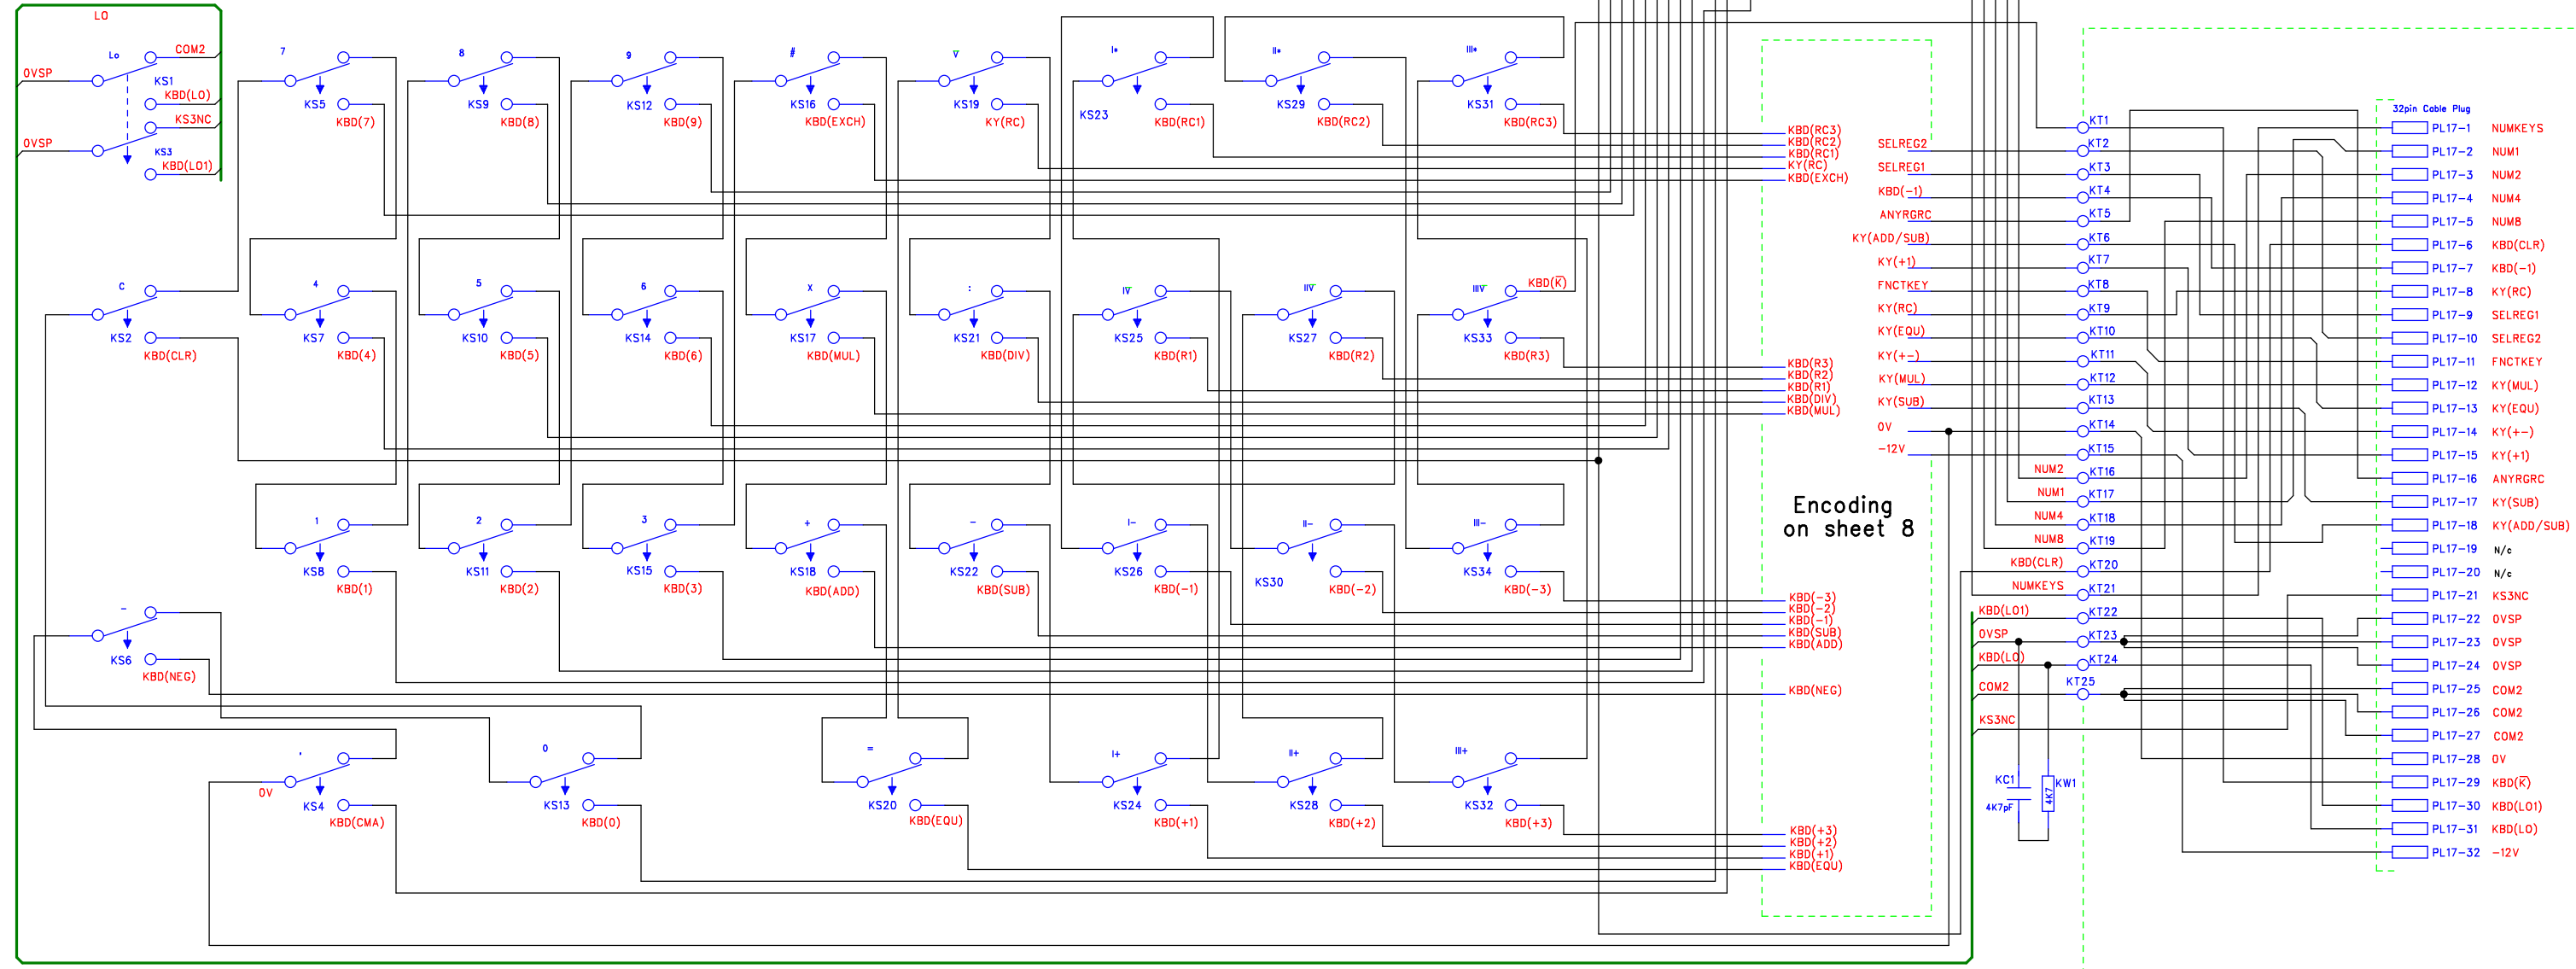 LO
Lo
COM2
0VSP
KS1
KBD(LO)
KS3NC
0VSP
KS3
KBD(LO1)
7
KS5
KBD(7)
8
KS9
KBD(8)
9
KS12
KBD(9)
#
KS16
KBD(EXCH)
V
KS19
KY(RC)
I*
KS23
KBD(RC1)
II*
KS29
KBD(RC2)
III*
KS31
KBD(RC3)
C
KS2
KBD(CLR)
4
KS7
KBD(4)
5
KS10
KBD(5)
6
KS14
KBD(6)
X
KS17
KBD(MUL)
:
KS21
KBD(DIV)
IV
KS25
KBD(R1)
IIV
KS27
KBD(R2)
IIIV
KBD(K̅)
KS33
KBD(R3)
1
KS8
KBD(1)
2
KS11
KBD(2)
3
KS15
KBD(3)
+
KS18
KBD(ADD)
-
KS22
KBD(SUB)
I-
KS26
KBD(-1)
II-
KS30
KBD(-2)
III-
KS34
KBD(-3)
-
KS6
KBD(NEG)
'
0V
KS4
KBD(CMA)
0
KS13
KBD(0)
=
KS20
KBD(EQU)
I+
KS24
KBD(+1)
II+
KS28
KBD(+2)
III+
KS32
KBD(+3)
KBD(RC3)
KBD(RC2)
KBD(RC1)
KY(RC)
KBD(EXCH)
KBD(R3)
KBD(R2)
KBD(R1)
KBD(DIV)
KBD(MUL)
KBD(-3)
KBD(-2)
KBD(-1)
KBD(SUB)
KBD(ADD)
KBD(NEG)
KBD(+3)
KBD(+2)
KBD(+1)
KBD(EQU)
Encoding
on sheet 8
SELREG2
SELREG1
KBD(-1)
ANYRGRC
KY(ADD/SUB)
KY(+1)
FNCTKEY
KY(RC)
KY(EQU)
KY(+-)
KY(MUL)
KY(SUB)
0V
-12V
NUM2
NUM1
NUM4
NUM8
KBD(CLR)
NUMKEYS
KBD(LO1)
0VSP
KBD(LO)
COM2
KS3NC
KT1
KT2
KT3
KT4
KT5
KT6
KT7
KT8
KT9
KT10
KT11
KT12
KT13
KT14
KT15
KT16
KT17
KT18
KT19
KT20
KT21
KT22
KT23
KT24
KT25
KC1
4K7pF
KW1
4K7
32pin Cable Plug
PL17-1 NUMKEYS
PL17-2 NUM1
PL17-3 NUM2
PL17-4 NUM4
PL17-5 NUM8
PL17-6 KBD(CLR)
PL17-7 KBD(-1)
PL17-8 KY(RC)
PL17-9 SELREG1
PL17-10 SELREG2
PL17-11 FNCTKEY
PL17-12 KY(MUL)
PL17-13 KY(EQU)
PL17-14 KY(+-)
PL17-15 KY(+1)
PL17-16 ANYRGRC
PL17-17 KY(SUB)
PL17-18 KY(ADD/SUB)
PL17-19 N/c
PL17-20 N/c
PL17-21 KS3NC
PL17-22 0VSP
PL17-23 0VSP
PL17-24 0VSP
PL17-25 COM2
PL17-26 COM2
PL17-27 COM2
PL17-28 0V
PL17-29 KBD(K̅)
PL17-30 KBD(LO1)
PL17-31 KBD(LO)
PL17-32 -12V